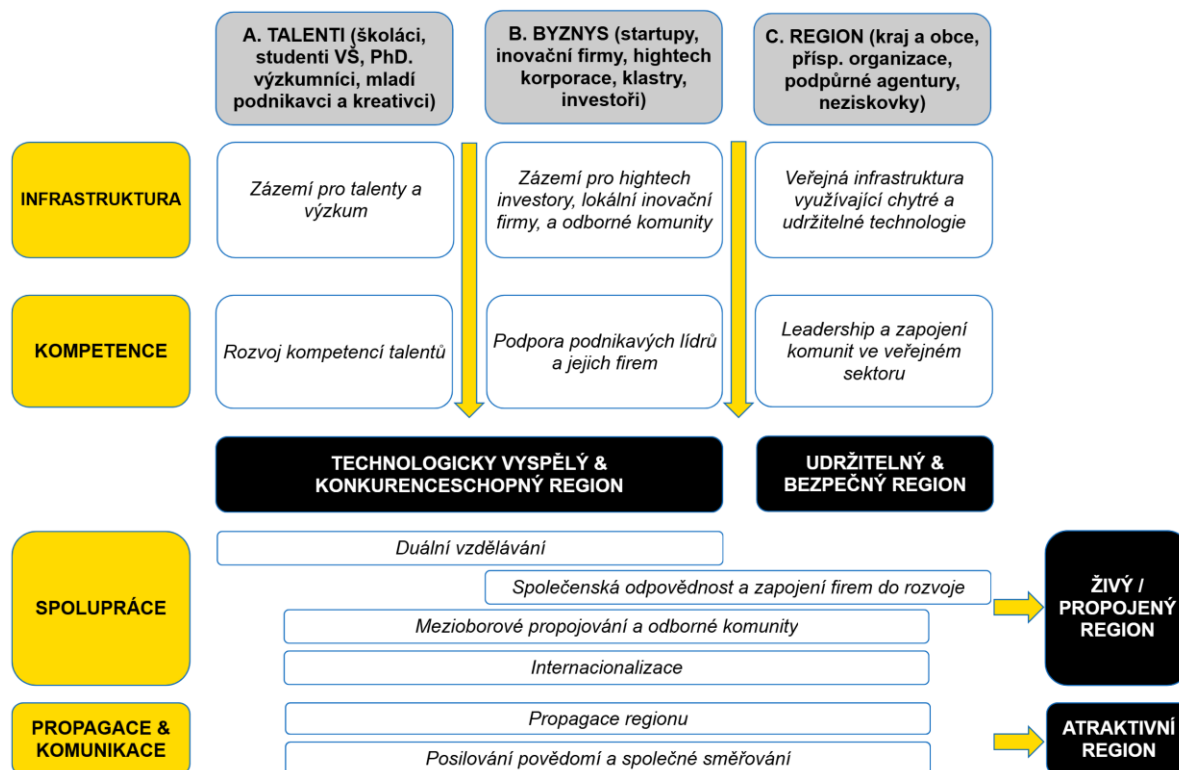 A. TALENTI (školáci,
studenti VŠ, PhD.
výzkumníci, mladí
podnikavci a kreativci)
B. BYZNYS (startupy,
inovační firmy, hightech
korporace, klastry,
investoři)
C. REGION (kraj a obce,
přísp. organizace,
podpůrné agentury,
neziskovky)
INFRASTRUKTURA
Zázemí pro talenty a
výzkum
Zázemí pro hightech
investory, lokální inovační
firmy, a odborné komunity
Veřejná infrastruktura
využívající chytré a
udržitelné technologie
KOMPETENCE
Rozvoj kompetencí talentů
Podpora podnikavých lídrů
a jejich firem
Leadership a zapojení
komunit ve veřejném
sektoru
TECHNOLOGICKY VYSPĚLÝ &
KONKURENCESCHOPNÝ REGION
UDRŽITELNÝ &
BEZPEČNÝ REGION
SPOLUPRÁCE
Duální vzdělávání
Společenská odpovědnost a zapojení firem do rozvoje
Mezioborové propojování a odborné komunity
Internacionalizace
ŽIVÝ /
PROPOJENÝ
REGION
PROPAGACE &
KOMUNIKACE
Propagace regionu
Posilování povědomí a společné směřování
ATRAKTIVNÍ
REGION